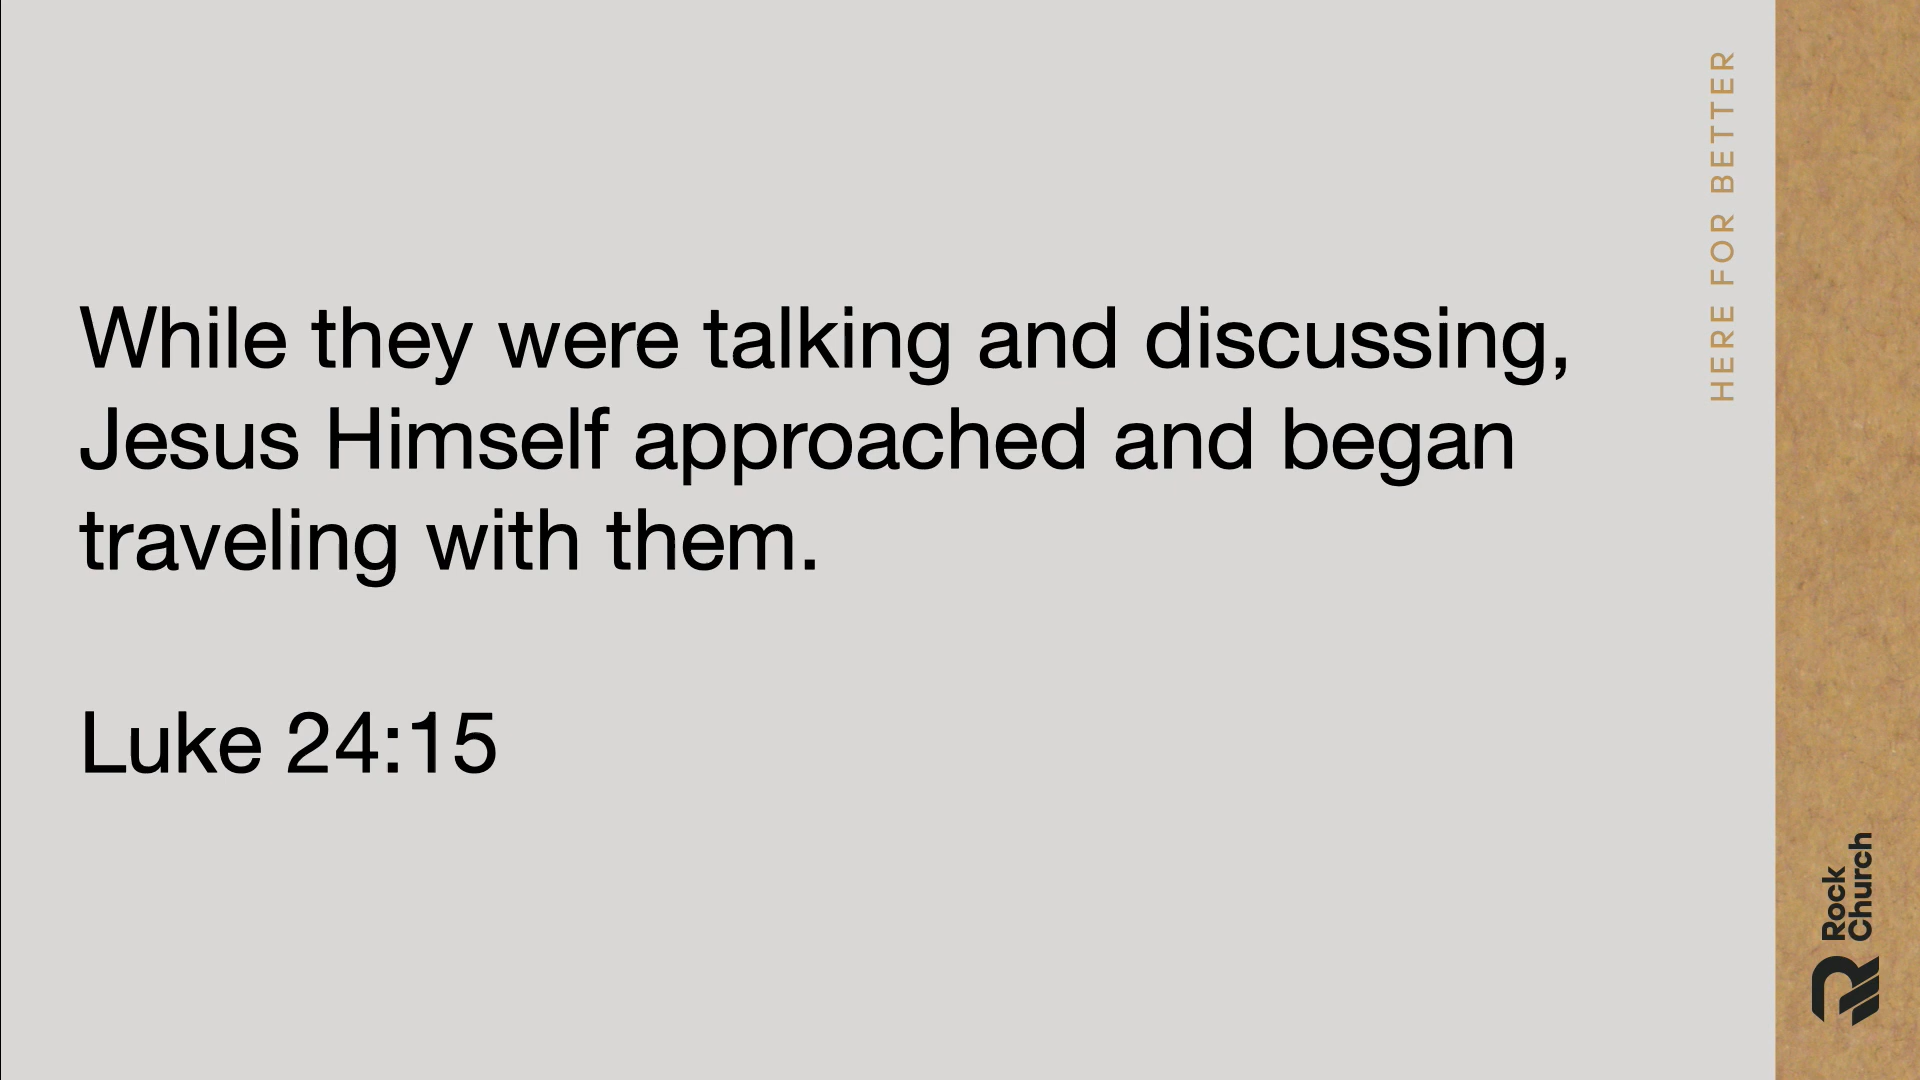 While they were talking and discussing,
Jesus Himself approached and began
traveling with them.
Luke 24:15
HERE FOR BETTER
Rock
Church